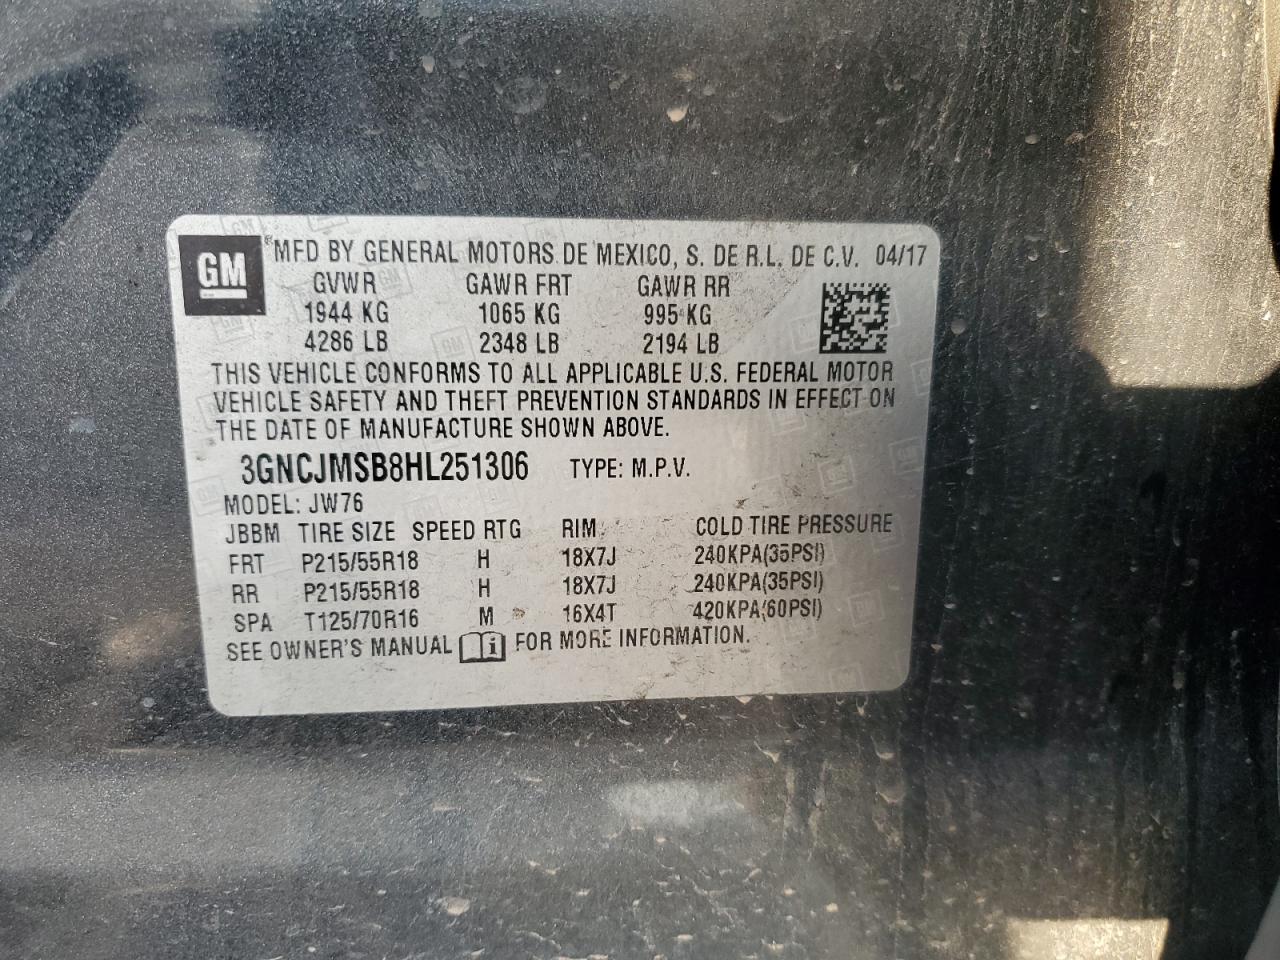 GM ® MFD BY GENERAL MOTORS DE MEXICO, S. DE R.L. DE C.V. 04/17
GVWR GAWR FRT GAWR RR
1944 KG 1065 KG 995 KG
4286 LB 2348 LB 2194 LB
THIS VEHICLE CONFORMS TO ALL APPLICABLE U.S. FEDERAL MOTOR
VEHICLE SAFETY AND THEFT PREVENTION STANDARDS IN EFFECT ON
THE DATE OF MANUFACTURE SHOWN ABOVE.
3GNCJMSB8HL251306 TYPE: M.P.V.
MODEL: JW76
JBBM TIRE SIZE SPEED RTG RIM COLD TIRE PRESSURE
FRT P215/55R18 H 18X7J 240KPA(35PSI)
RR P215/55R18 H 18X7J 240KPA(35PSI)
SPA T125/70R16 M 16X4T 420KPA(60PSI)
SEE OWNER'S MANUAL i FOR MORE INFORMATION.